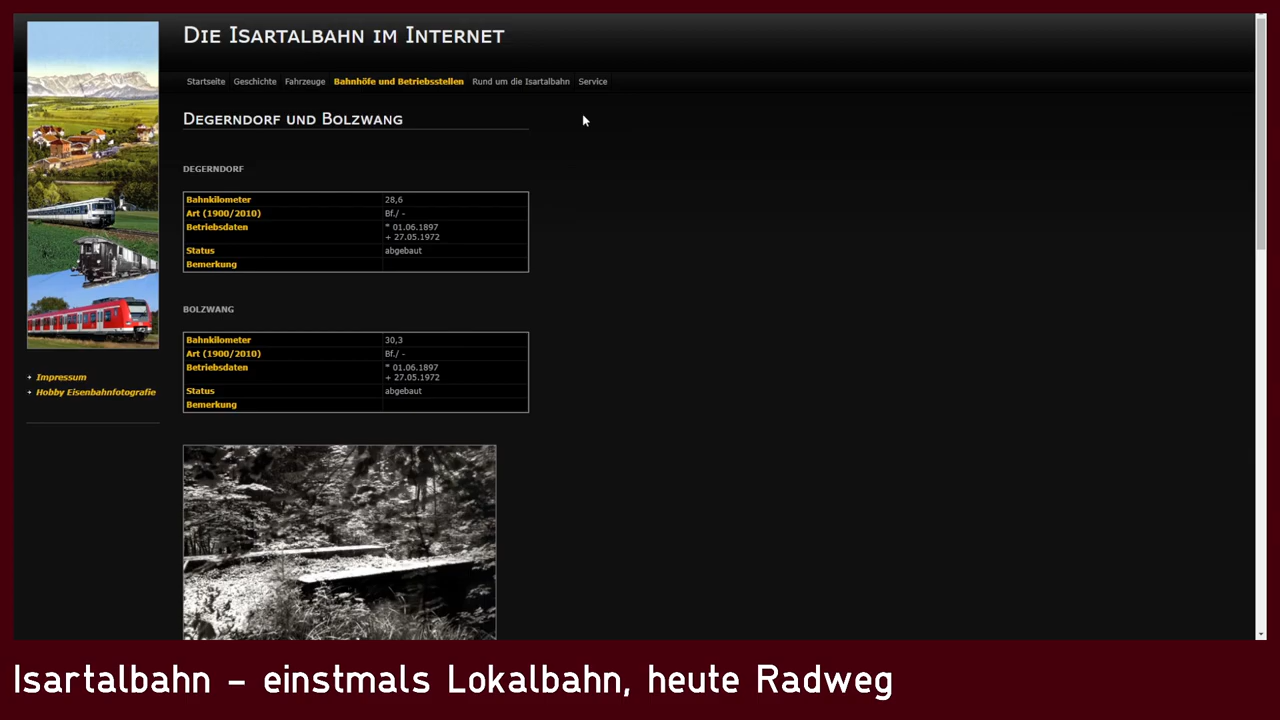 Die Isartalbahn im Internet
Startseite Geschichte Fahrzeuge Bahnhöfe und Betriebsstellen Rund um die Isartalbahn Service
Degerndorf und Bolzwang
DEGERNDORF
Bahnkilometer 28,6
Art (1900/2010) Bf./ -
Betriebsdaten * 01.06.1897
+ 27.05.1972
Status abgebaut
Bemerkung
BOLZWANG
Bahnkilometer 30,3
Art (1900/2010) Bf./ -
Betriebsdaten * 01.06.1897
+ 27.05.1972
Status abgebaut
Bemerkung
+ Impressum
+ Hobby Eisenbahnfotografie
Isartalbahn – einstmals Lokalbahn, heute Radweg